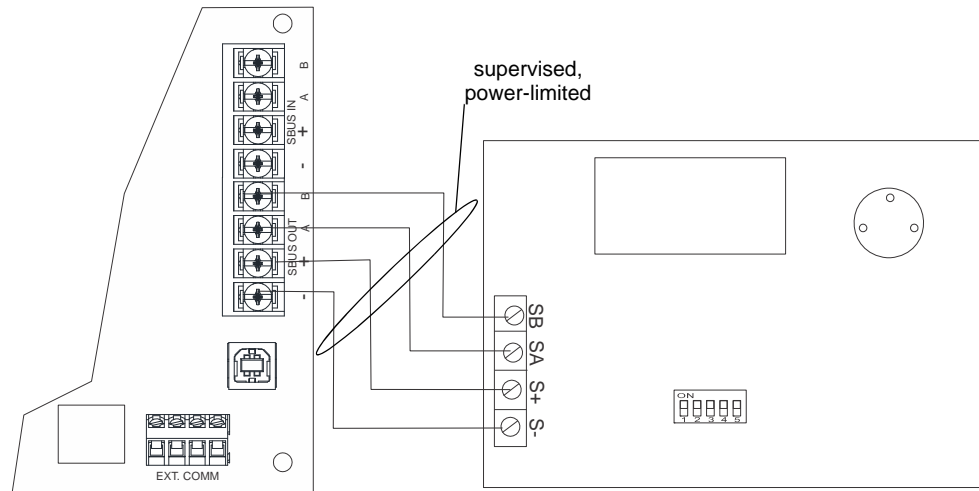 supervised,
power-limited
B
A
SBUS IN
+
-
B
A
SBUS OUT
+
-
SB
SA
S+
S-
ON
1 2 3 4 5
EXT. COMM